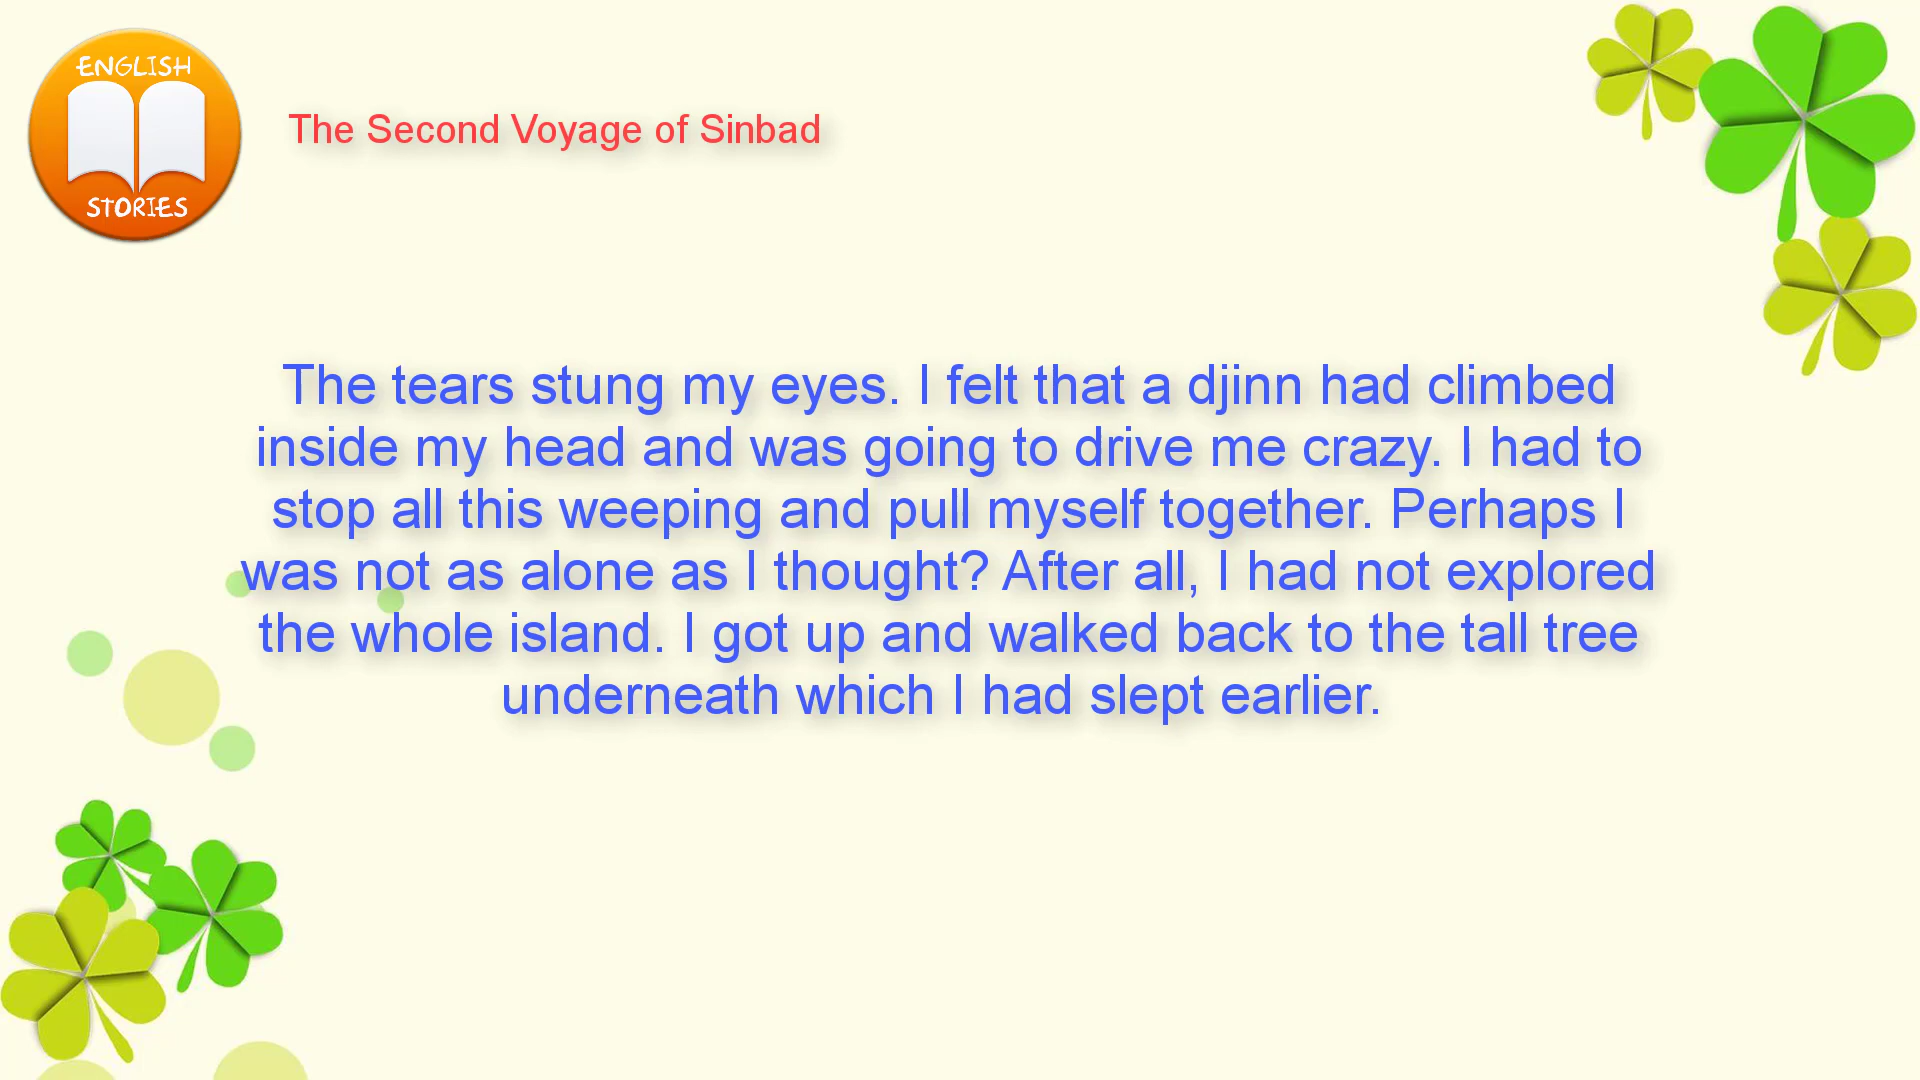 ENGLISH
STORIES
The Second Voyage of Sinbad
The tears stung my eyes. I felt that a djinn had climbed
inside my head and was going to drive me crazy. I had to
stop all this weeping and pull myself together. Perhaps I
was not as alone as I thought? After all, I had not explored
the whole island. I got up and walked back to the tall tree
underneath which I had slept earlier.